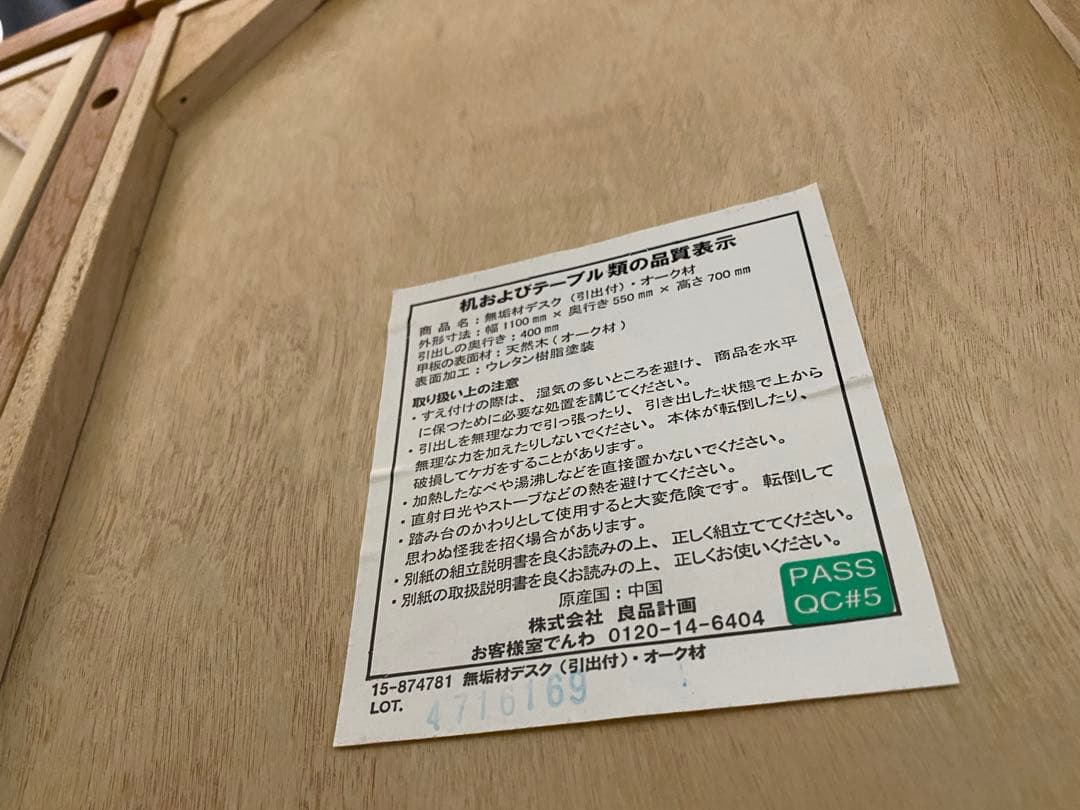 机およびテーブル類の品質表示
商品名：無垢材デスク（引出付）・オーク材
外形寸法：幅1100㎜×奥行き550㎜×高さ700㎜
引出しの奥行き：400㎜
甲板の表面材：天然木（オーク材）
表面加工：ウレタン樹脂塗装
取り扱い上の注意
・すえ付けの際は、湿気の多いところを避け、商品を水平
に保つために必要な処置を講じてください。
・引出しを無理な力で引っ張ったり、引き出した状態で上から
無理な力を加えたりしないでください。本体が転倒したり、
破損してケガをすることがあります。
・加熱したなべや湯沸しなどを直接置かないでください。
・直射日光やストーブなどの熱を避けてください。
・踏み台のかわりとして使用すると大変危険です。転倒して
思わぬ怪我を招く場合があります。
・別紙の組立説明書を良くお読みの上、正しく組立ててください。
・別紙の取扱説明書を良くお読みの上、正しくお使いください。
原産国：中国
株式会社 良品計画
お客様室でんわ 0120-14-6404
PASS
QC#5
15-874781 無垢材デスク（引出付）・オーク材
LOT. 4716169